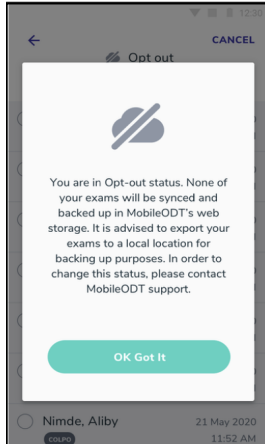 12:30
CANCEL
Opt out
You are in Opt-out status. None of
your exams will be synced and
backed up in MobileODT's web
storage. It is advised to export your
exams to a local location for
backing up purposes. In order to
change this status, please contact
MobileODT support.
OK Got It
Nimde, Aliby 21 May 2020
COLPO 11:52 AM